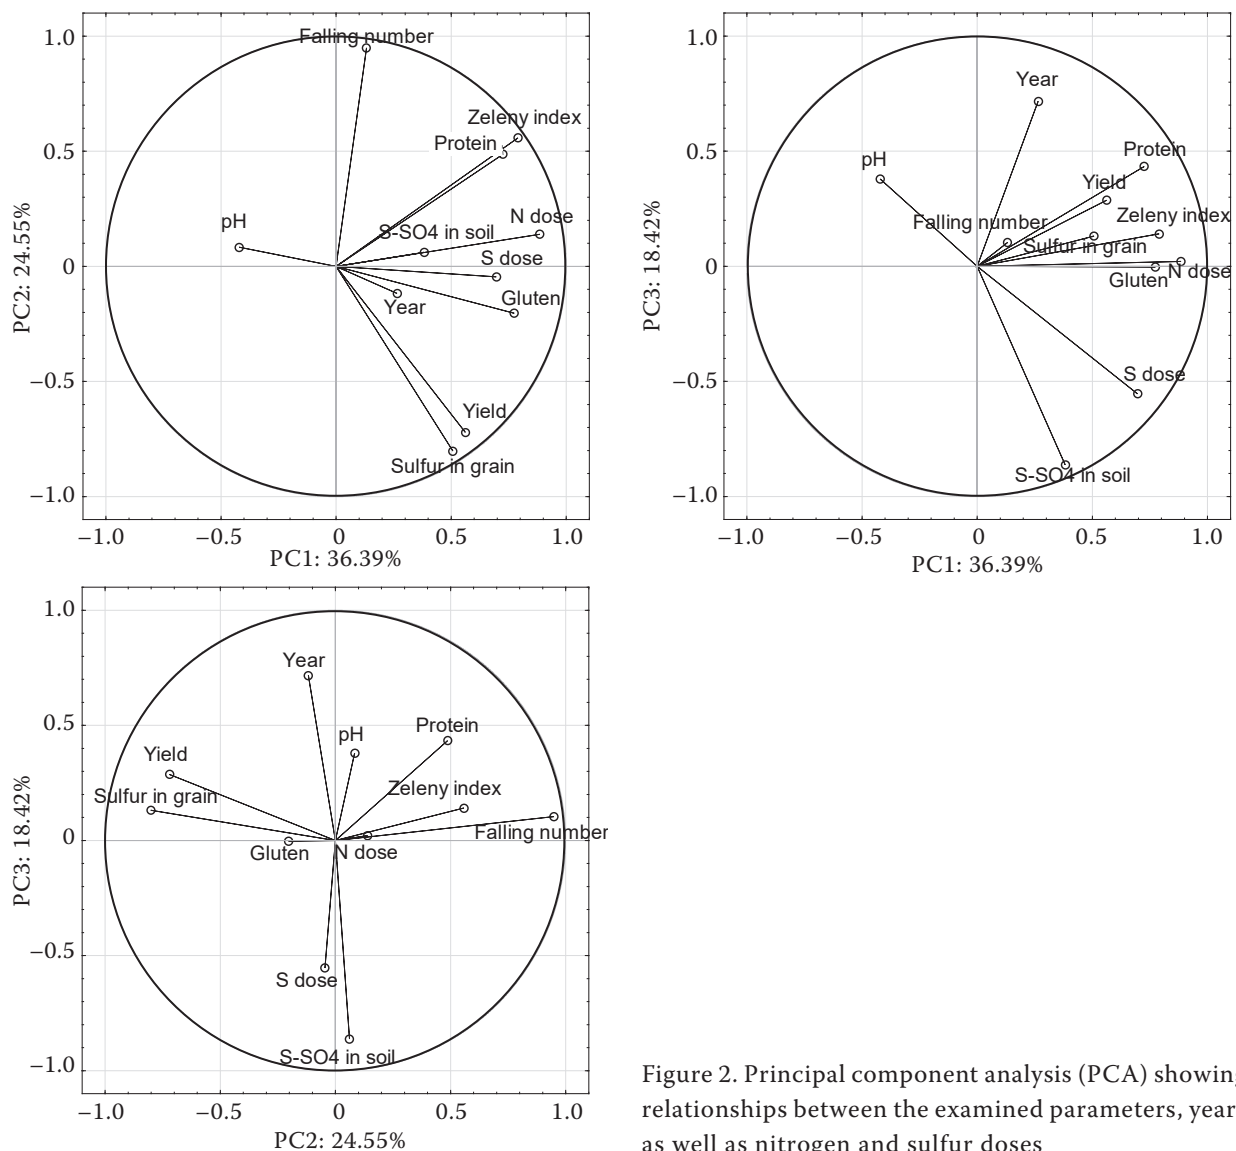 1.0
Falling number
Zeleny index
Protein
0.5
N dose
pH
S-SO4 in soil
S dose
0
Gluten
Year
−0.5
Yield
Sulfur in grain
−1.0
−1.0 −0.5 0 0.5 1.0
PC1: 36.39%
PC2: 24.55%
1.0
Year
0.5
Protein
pH
Yield
Falling number
Zeleny index
Sulfur in grain
0
Gluten
N dose
−0.5
S dose
S-SO4 in soil
−1.0
−1.0 −0.5 0 0.5 1.0
PC1: 36.39%
PC3: 18.42%
1.0
Year
0.5
Protein
pH
Yield
Zeleny index
Sulfur in grain
Falling number
0
Gluten
N dose
−0.5
S dose
S-SO4 in soil
−1.0
−1.0 −0.5 0 0.5 1.0
PC2: 24.55%
PC3: 18.42%
Figure 2. Principal component analysis (PCA) showing
relationships between the examined parameters, year
as well as nitrogen and sulfur doses